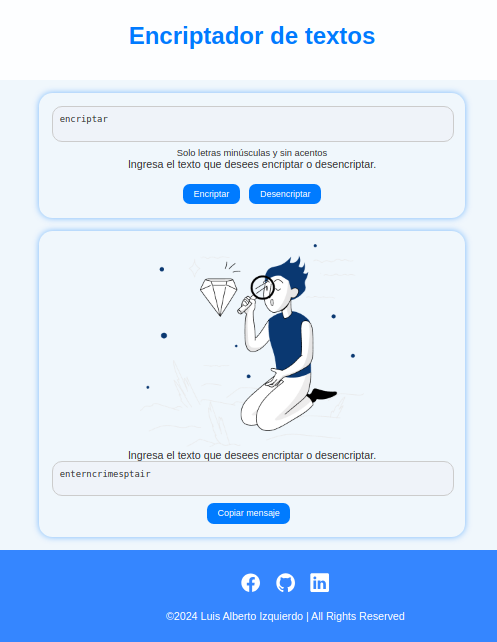 Encriptador de textos
encriptar
Solo letras minúsculas y sin acentos
Ingresa el texto que desees encriptar o desencriptar.
Encriptar Desencriptar
Ingresa el texto que desees encriptar o desencriptar.
enterncrimesptair
Copiar mensaje
©2024 Luis Alberto Izquierdo | All Rights Reserved